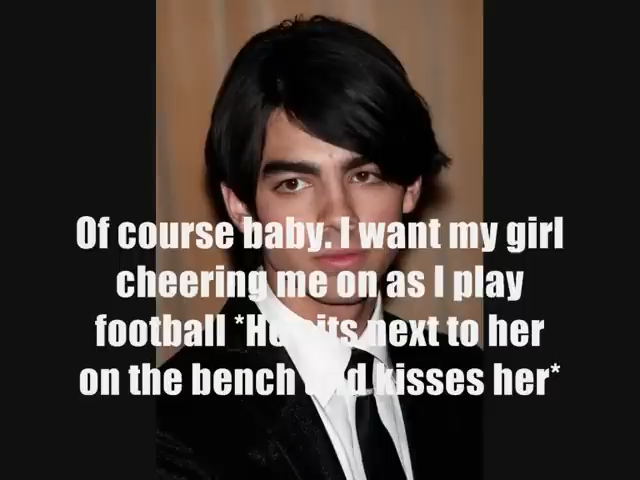 Of course baby. I want my girl
cheering me on as I play
football *He sits next to her
on the bench and kisses her*